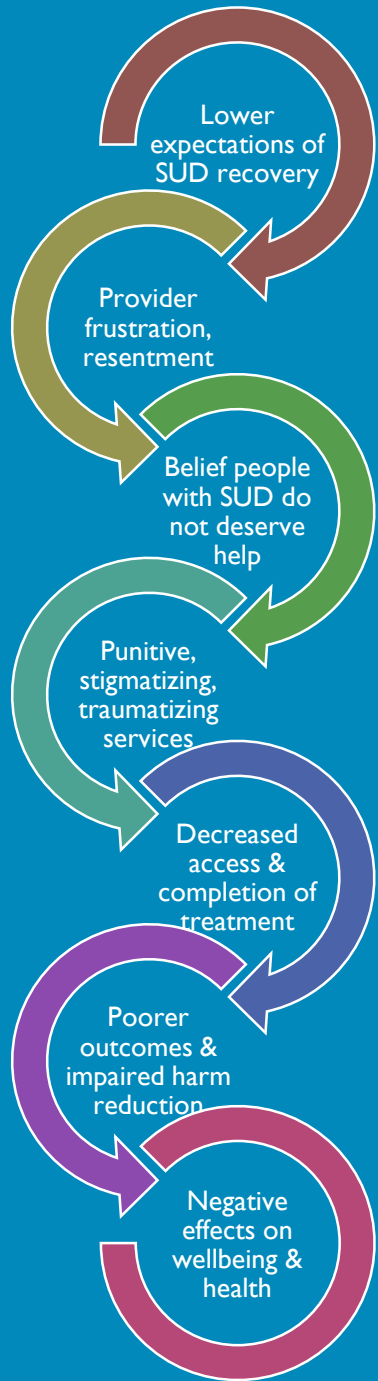 Lower
expectations of
SUD recovery
Provider
frustration,
resentment
Belief people
with SUD do
not deserve
help
Punitive,
stigmatizing,
traumatizing
services
Decreased
access &
completion of
treatment
Poorer
outcomes &
impaired harm
reduction
Negative
effects on
wellbeing &
health